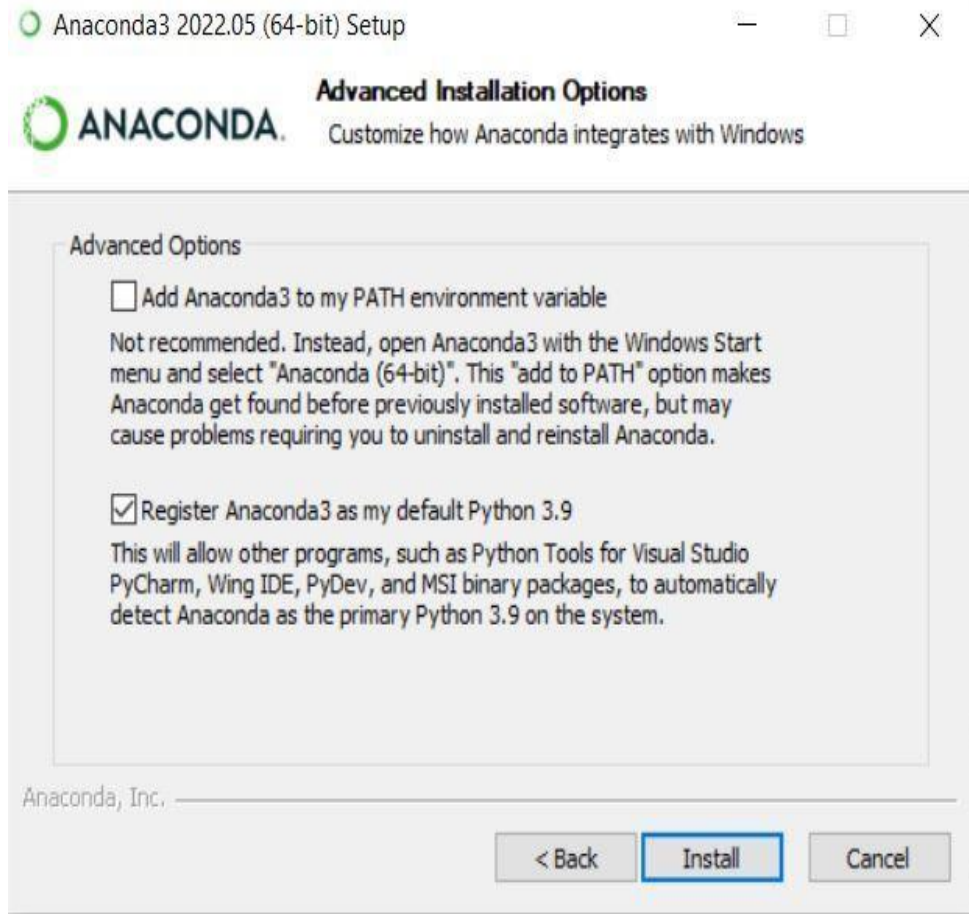 Anaconda3 2022.05 (64-bit) Setup
ANACONDA.
Advanced Installation Options
Customize how Anaconda integrates with Windows
Advanced Options
Add Anaconda3 to my PATH environment variable
Not recommended. Instead, open Anaconda3 with the Windows Start
menu and select "Anaconda (64-bit)". This "add to PATH" option makes
Anaconda get found before previously installed software, but may
cause problems requiring you to uninstall and reinstall Anaconda.
Register Anaconda3 as my default Python 3.9
This will allow other programs, such as Python Tools for Visual Studio
PyCharm, Wing IDE, PyDev, and MSI binary packages, to automatically
detect Anaconda as the primary Python 3.9 on the system.
Anaconda, Inc.
< Back
Install
Cancel